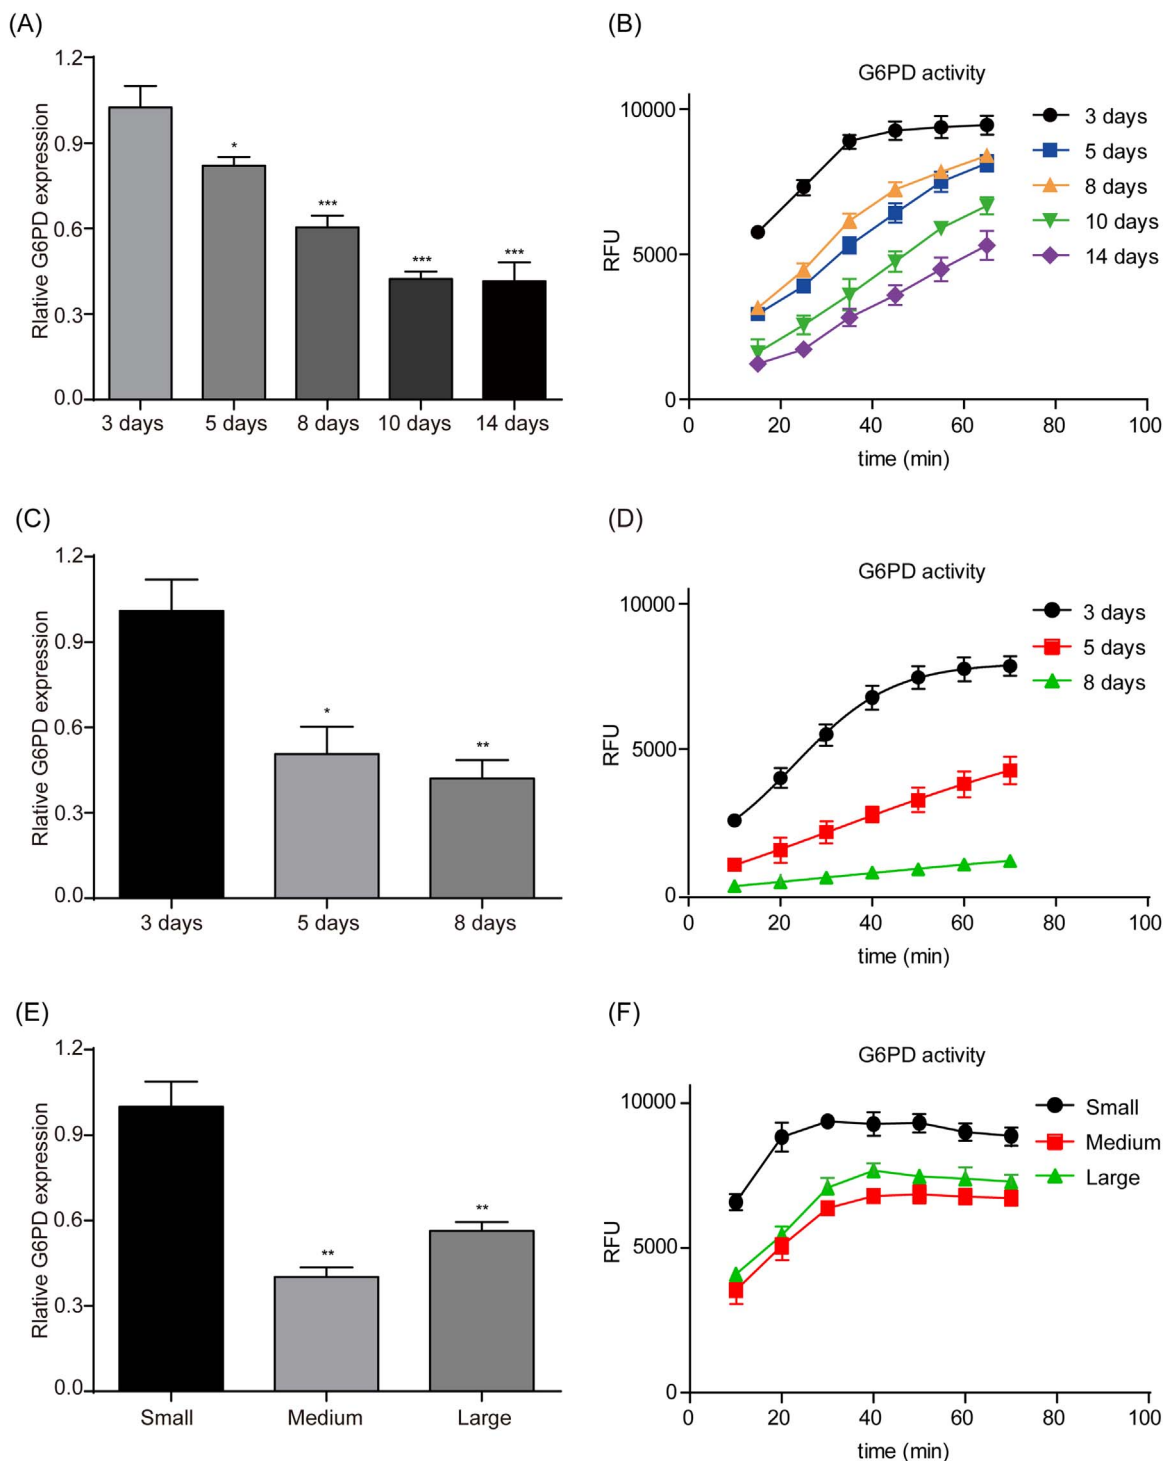 (A)
Rlative G6PD expression
1.2
0.9
0.6
0.3
0.0
*
***
***
***
3 days 5 days 8 days 10 days 14 days
(B)
G6PD activity
RFU
10000
5000
0
0 20 40 60 80 100
time (min)
3 days
5 days
8 days
10 days
14 days
(C)
Rlative G6PD expression
1.2
0.9
0.6
0.3
0.0
*
**
3 days 5 days 8 days
(D)
G6PD activity
RFU
10000
5000
0
0 20 40 60 80 100
time (min)
3 days
5 days
8 days
(E)
Rlative G6PD expression
1.2
0.9
0.6
0.3
0.0
**
**
Small Medium Large
(F)
G6PD activity
RFU
10000
5000
0
0 20 40 60 80 100
time (min)
Small
Medium
Large